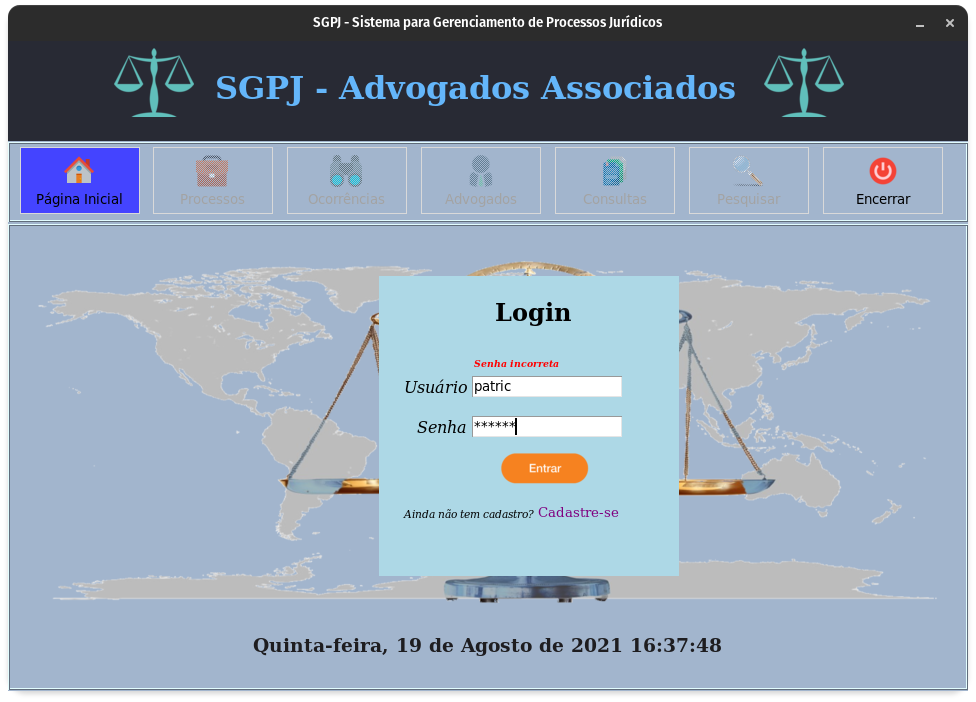 SGPJ - Sistema para Gerenciamento de Processos Jurídicos
SGPJ - Advogados Associados
Página Inicial Processos Ocorrências Advogados Consultas Pesquisar Encerrar
Login
Senha incorreta
Usuário patric
Senha ******
Entrar
Ainda não tem cadastro? Cadastre-se
Quinta-feira, 19 de Agosto de 2021 16:37:48